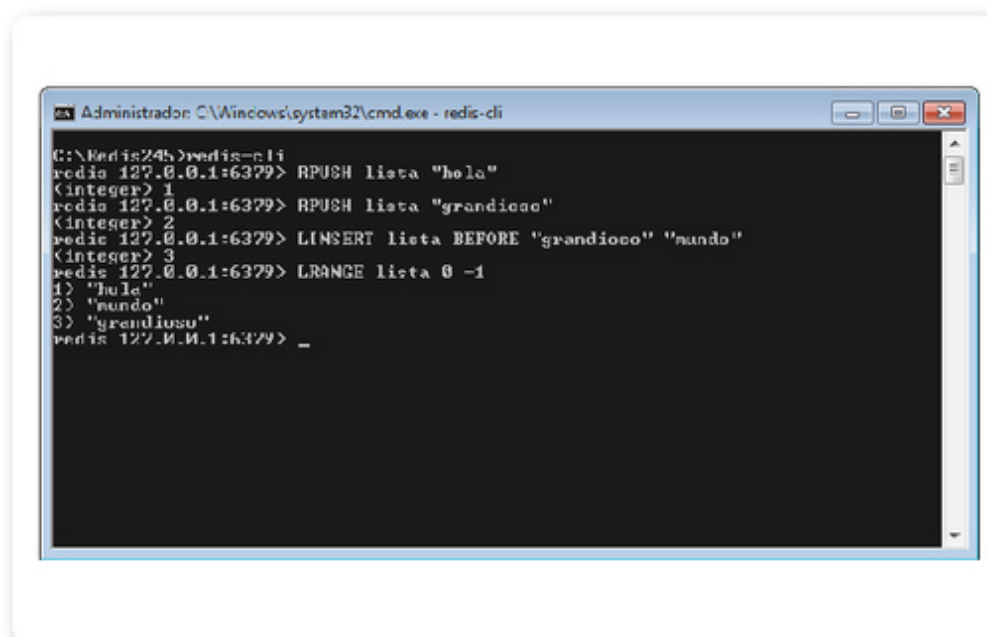 Administrador: C:\Windows\system32\cmd.exe - redis-cli
C:\Redis245>redis-cli
redis 127.0.0.1:6379> RPUSH lista "hola"
(integer) 1
redis 127.0.0.1:6379> RPUSH lista "grandioso"
(integer) 2
redis 127.0.0.1:6379> LINSERT lista BEFORE "grandioso" "mundo"
(integer) 3
redis 127.0.0.1:6379> LRANGE lista 0 -1
1) "hola"
2) "mundo"
3) "grandioso"
redis 127.0.0.1:6379> _